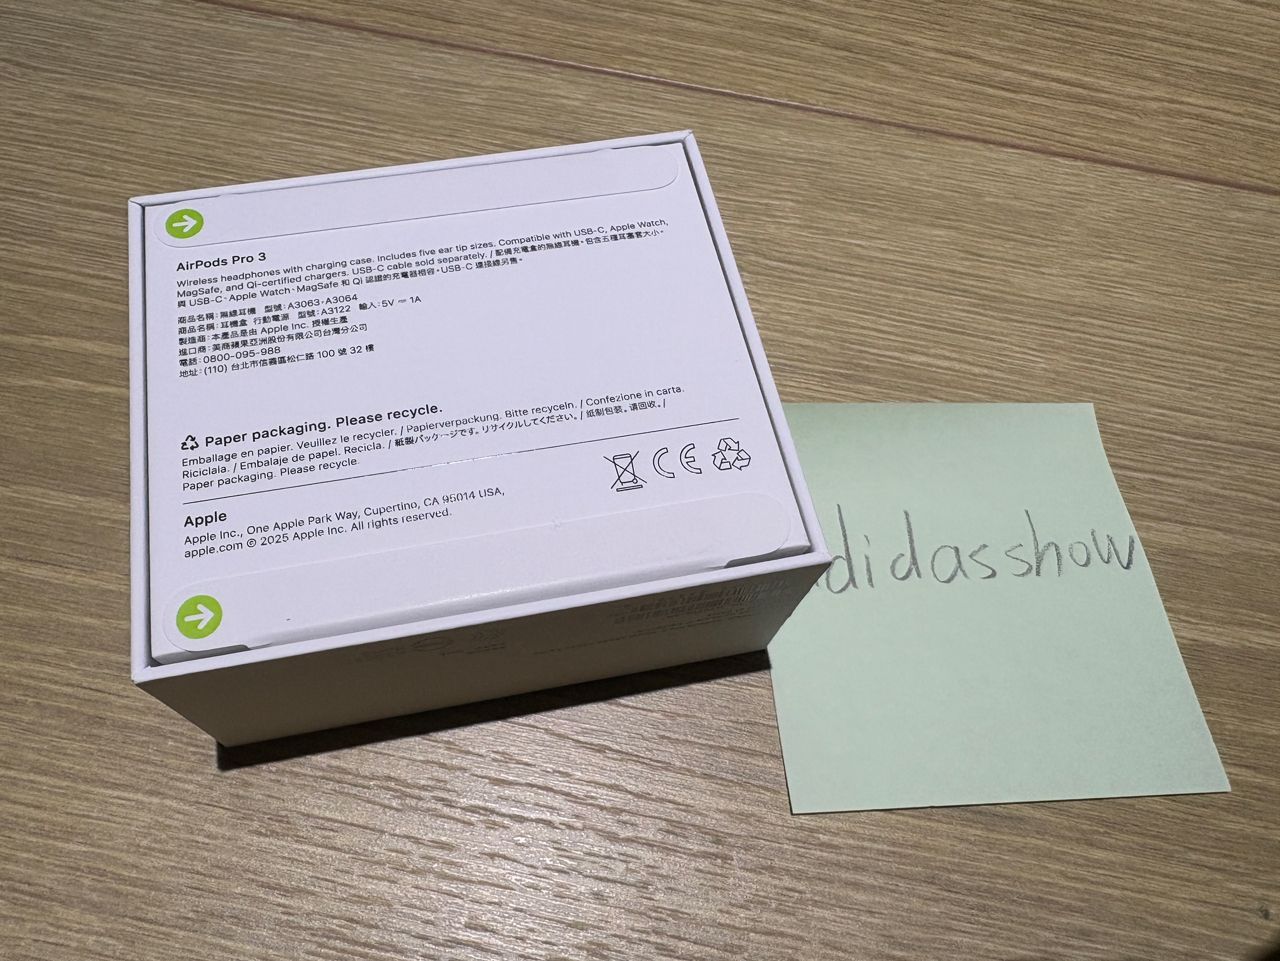 AirPods Pro 3
Wireless headphones with charging case. Includes five ear tip sizes. Compatible with USB-C, Apple Watch,
MagSafe, and Qi-certified chargers. USB-C cable sold separately. / 配備充電盒的無線耳機。包含五種耳塞套大小。
與 USB-C、Apple Watch、MagSafe 和 Qi 認證的充電器相容。USB-C 連接線另售。
商品名稱：無線耳機 型號：A3063、A3064
商品名稱：耳機盒 行動電源 型號：A3122 輸入：5V ⎓ 1A
製造商：本產品是由 Apple Inc. 授權生產
進口商：美商蘋果亞洲股份有限公司台灣分公司
電話：0800-095-988
地址：(110) 台北市信義區松仁路 100 號 32 樓
Paper packaging. Please recycle.
Emballage en papier. Veuillez le recycler. / Papierverpackung. Bitte recyceln. / Confezione in carta.
Riciclala. / Embalaje de papel. Recicla. / 紙製パッケージです。リサイクルしてください。/ 纸制包装。请回收。/
Paper packaging. Please recycle.
CE
Apple
Apple Inc., One Apple Park Way, Cupertino, CA 95014 USA,
apple.com © 2025 Apple Inc. All rights reserved.
didasshow